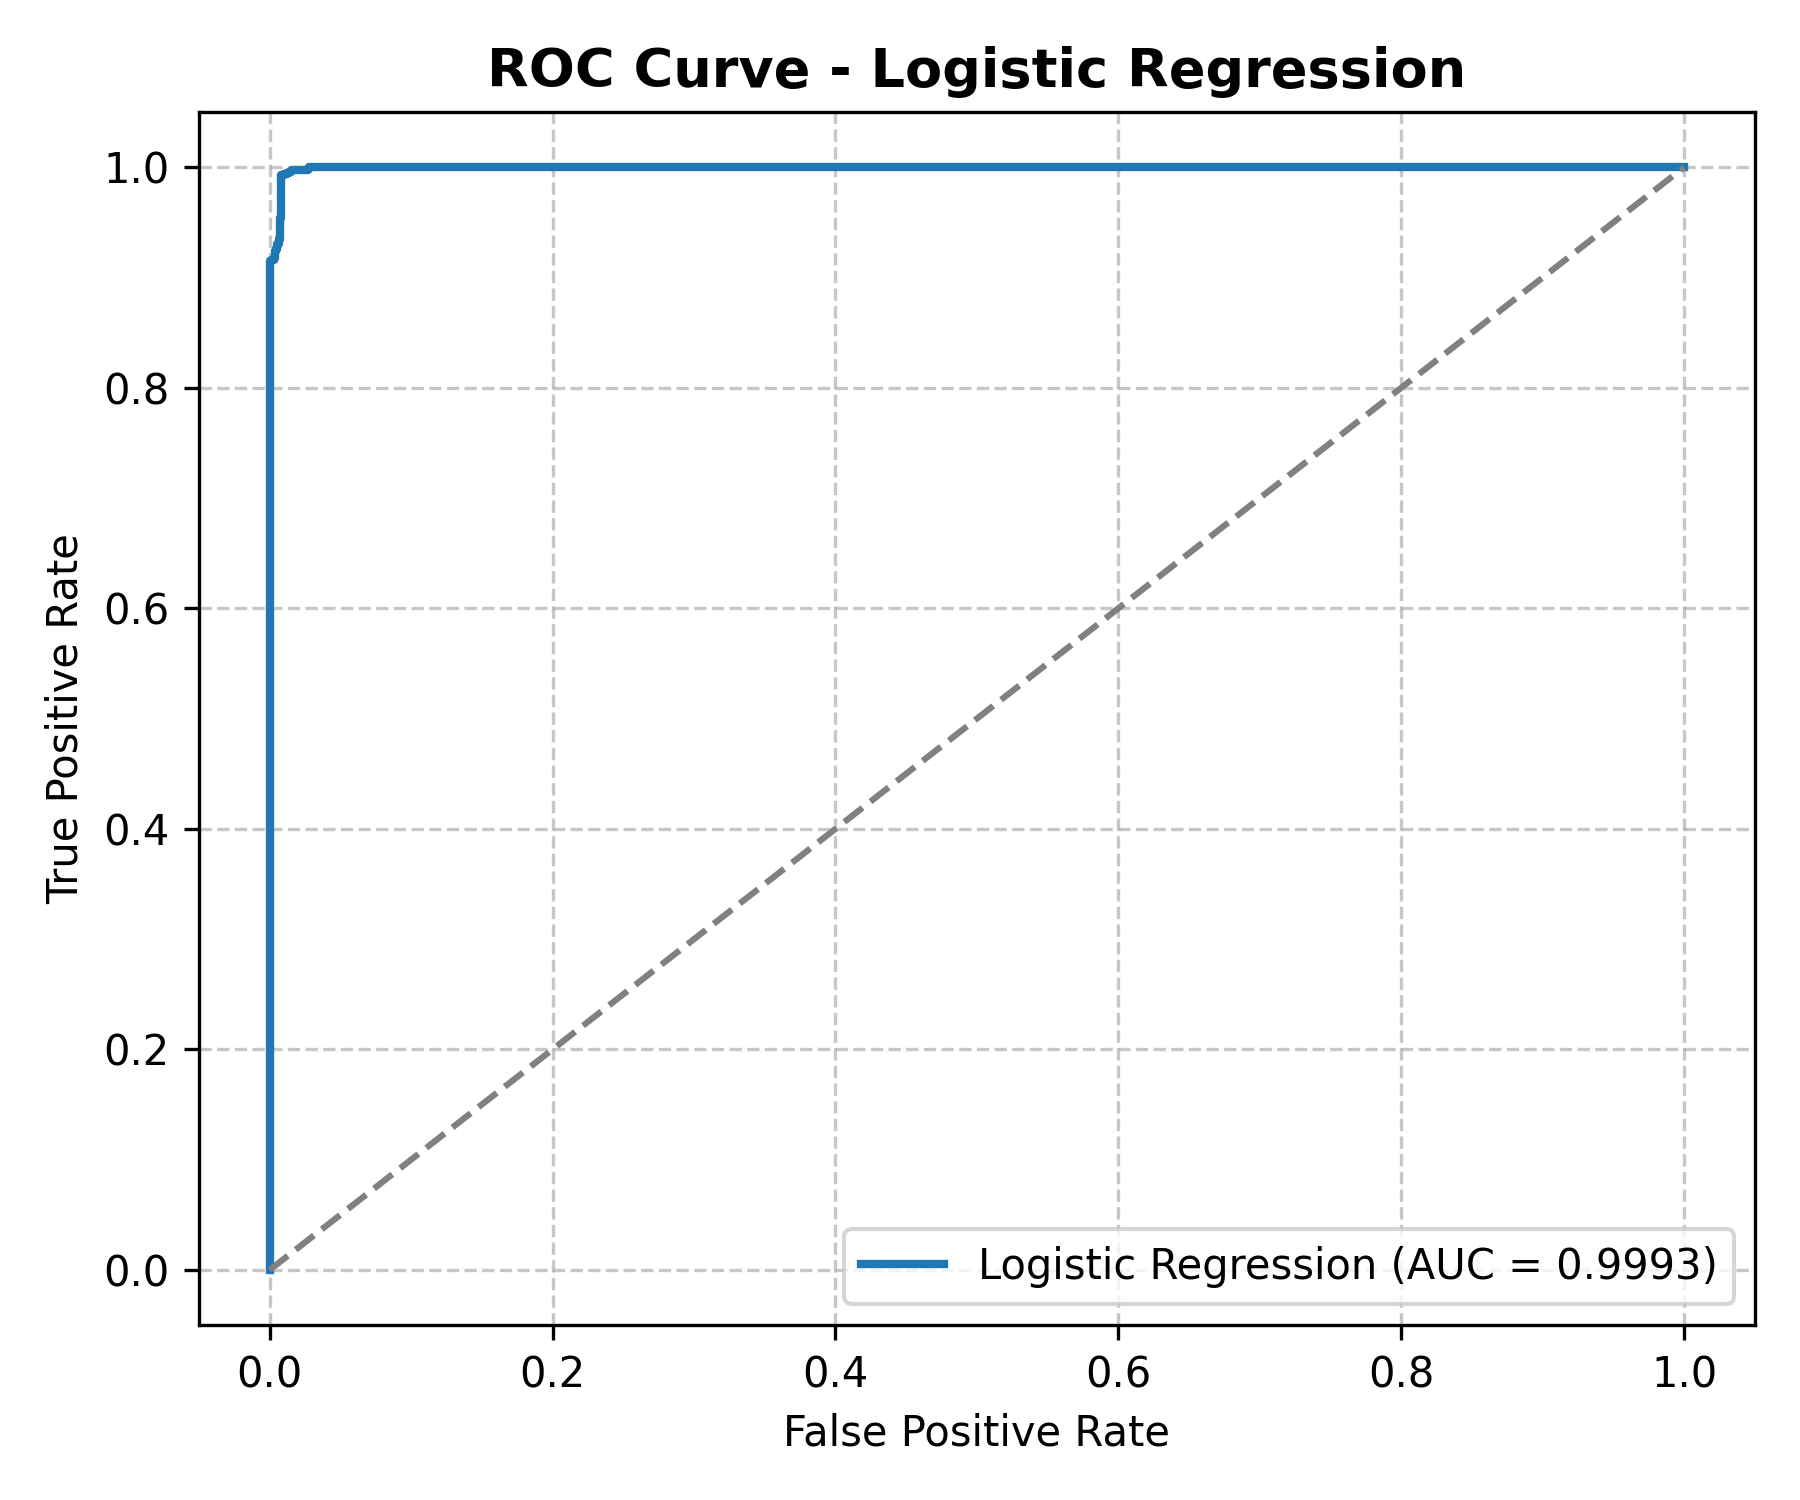 ROC Curve - Logistic Regression
True Positive Rate
1.0
0.8
0.6
0.4
0.2
0.0
Logistic Regression (AUC = 0.9993)
0.0 0.2 0.4 0.6 0.8 1.0
False Positive Rate